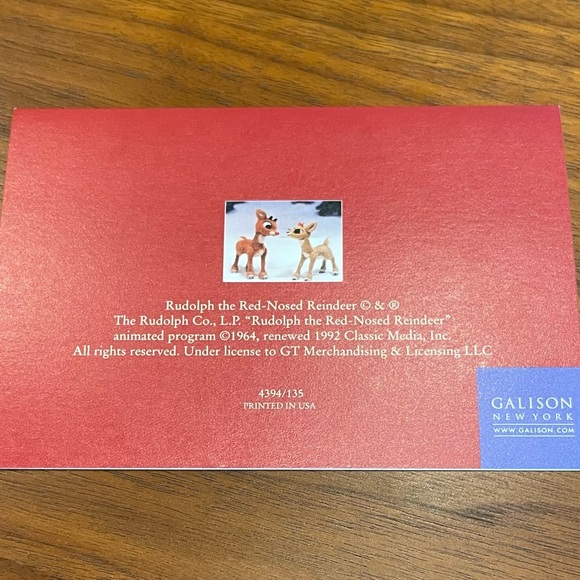 Rudolph the Red-Nosed Reindeer © & ®
The Rudolph Co., L.P. “Rudolph the Red-Nosed Reindeer”
animated program ©1964, renewed 1992 Classic Media, Inc.
All rights reserved. Under license to GT Merchandising & Licensing LLC
4394/135
PRINTED IN USA
GALISON
NEW YORK
WWW.GALISON.COM